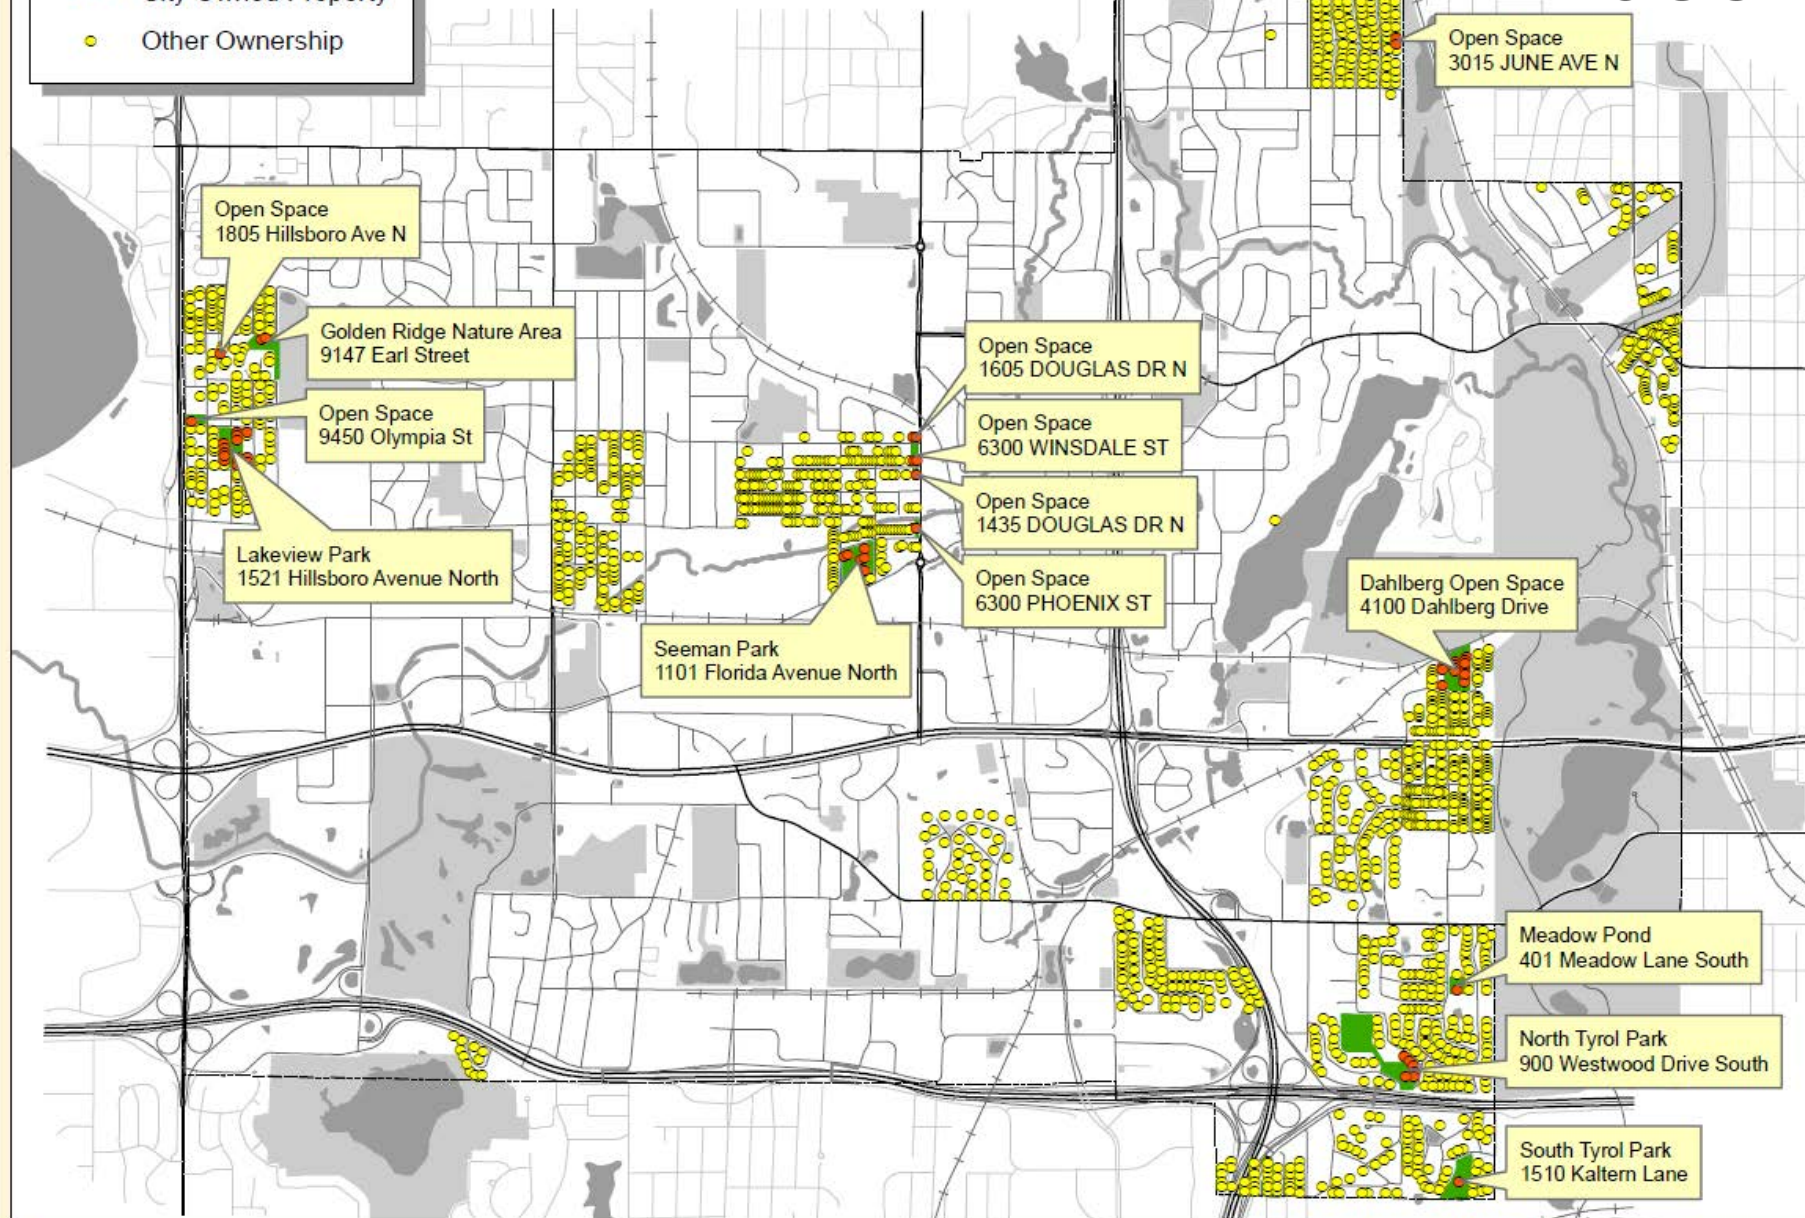 City-Owned Property
Other Ownership
Open Space
3015 JUNE AVE N
Open Space
1805 Hillsboro Ave N
Golden Ridge Nature Area
9147 Earl Street
Open Space
9450 Olympia St
Lakeview Park
1521 Hillsboro Avenue North
Open Space
1605 DOUGLAS DR N
Open Space
6300 WINSDALE ST
Open Space
1435 DOUGLAS DR N
Open Space
6300 PHOENIX ST
Seeman Park
1101 Florida Avenue North
Dahlberg Open Space
4100 Dahlberg Drive
Meadow Pond
401 Meadow Lane South
North Tyrol Park
900 Westwood Drive South
South Tyrol Park
1510 Kaltern Lane